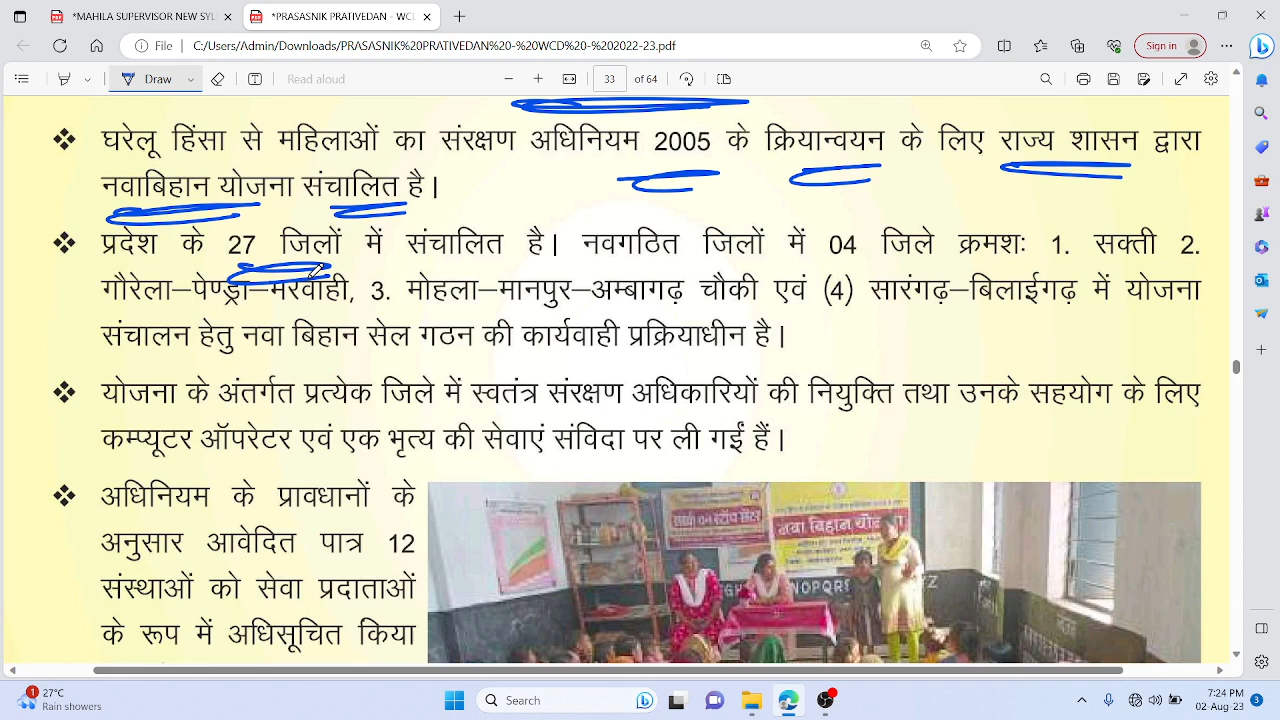 *MAHILA SUPERVISOR NEW SYL
*PRASASNIK PRATIVEDAN - WCD
File
C:/Users/Admin/Downloads/PRASASNIK%20PRATIVEDAN%20-%20WCD%20-%202022-23.pdf
Sign in
Draw
Read aloud
33 of 64
घरेलू हिंसा से महिलाओं का संरक्षण अधिनियम 2005 के क्रियान्वयन के लिए राज्य शासन द्वारा
नवाबिहान योजना संचालित है।
प्रदेश के 27 जिलों में संचालित है। नवगठित जिलों में 04 जिले क्रमशः 1. सक्ती 2.
गौरेला–पेण्ड्रा–मरवाही, 3. मोहला–मानपुर–अम्बागढ़ चौकी एवं (4) सारंगढ़–बिलाईगढ़ में योजना
संचालन हेतु नवा बिहान सेल गठन की कार्यवाही प्रक्रियाधीन है।
योजना के अंतर्गत प्रत्येक जिले में स्वतंत्र संरक्षण अधिकारियों की नियुक्ति तथा उनके सहयोग के लिए
कम्प्यूटर ऑपरेटर एवं एक भृत्य की सेवाएं संविदा पर ली गईं हैं।
अधिनियम के प्रावधानों के
अनुसार आवेदित पात्र 12
संस्थाओं को सेवा प्रदाताओं
के रूप में अधिसूचित किया
नवा बिहान
NOPQR
YZ
1
27°C
Rain showers
Search
7:24 PM
02-Aug-23
3